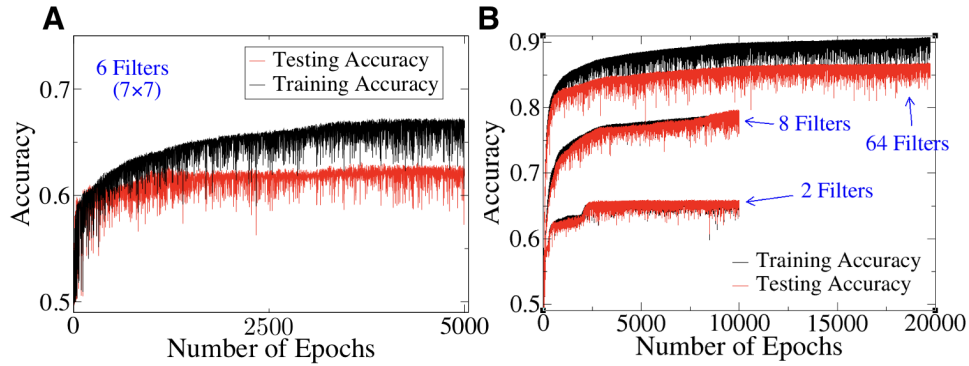 A
6 Filters
(7×7)
Testing Accuracy
Training Accuracy
Accuracy
0.7
0.6
0.5
0
2500
5000
Number of Epochs
B
Accuracy
0.9
0.8
0.7
0.6
0.5
8 Filters
64 Filters
2 Filters
Training Accuracy
Testing Accuracy
0
5000
10000
15000
20000
Number of Epochs